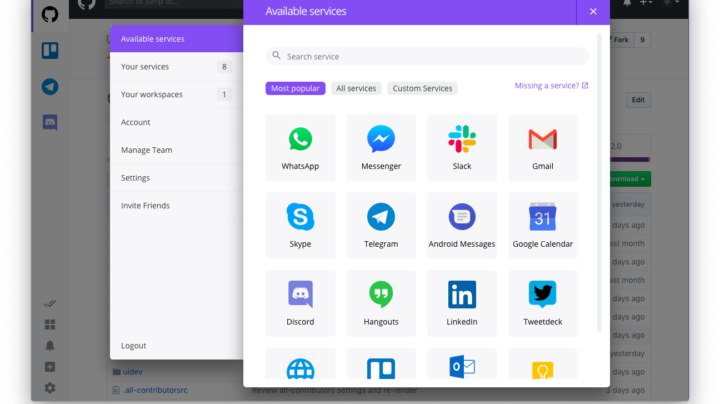 Search or jump to...
Available services
Your services 8
Your workspaces 1
Account
Manage Team
Settings
Invite Friends
Logout
Available services
Search service
Most popular All services Custom Services Missing a service?
WhatsApp Messenger Slack Gmail
Skype Telegram Android Messages Google Calendar
31
Discord Hangouts LinkedIn Tweetdeck
Fork 9
Edit
2.0
yesterday
days ago
last month
days ago
days ago
days ago
days ago
yesterday
days ago
uidev
.all-contributorsrc Review all-contributors settings and re-render 3 days ago